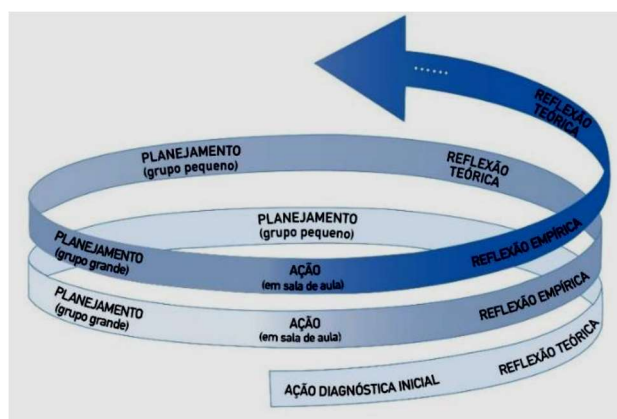 ......
REFLEXÃO
TEÓRICA
PLANEJAMENTO
(grupo pequeno)
REFLEXÃO
TEÓRICA
PLANEJAMENTO
(grupo pequeno)
PLANEJAMENTO
(grupo grande)
AÇÃO
(em sala de aula)
REFLEXÃO EMPÍRICA
PLANEJAMENTO
(grupo grande)
AÇÃO
(em sala de aula)
REFLEXÃO EMPÍRICA
AÇÃO DIAGNÓSTICA INICIAL
REFLEXÃO TEÓRICA